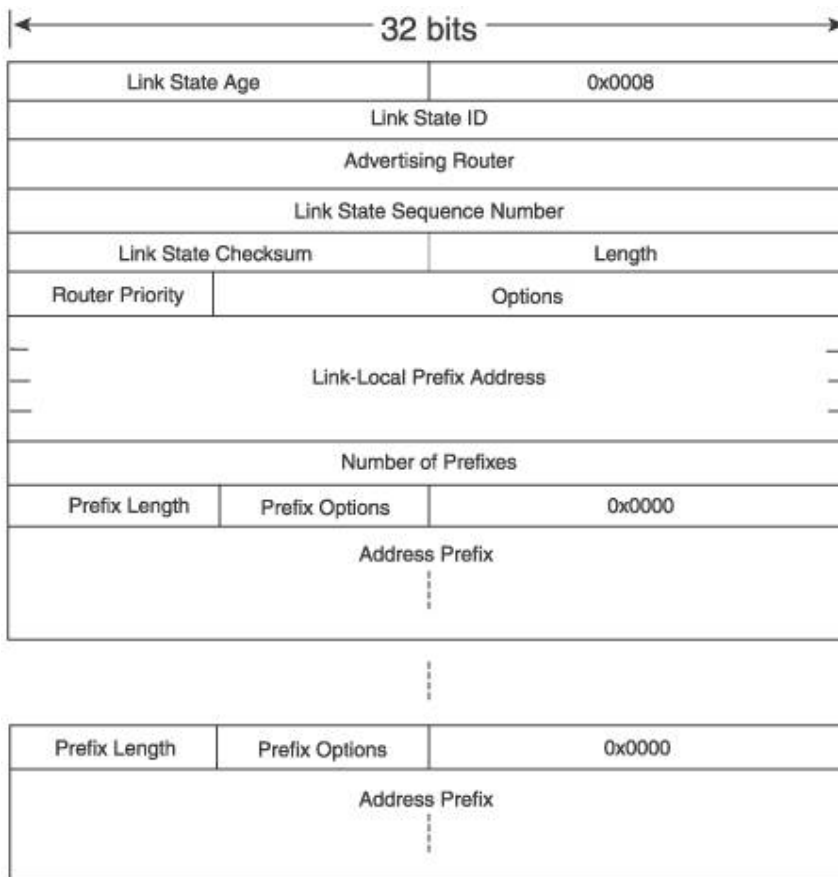 32 bits
Link State Age 0x0008
Link State ID
Advertising Router
Link State Sequence Number
Link State Checksum Length
Router Priority Options
Link-Local Prefix Address
Number of Prefixes
Prefix Length Prefix Options 0x0000
Address Prefix
Prefix Length Prefix Options 0x0000
Address Prefix